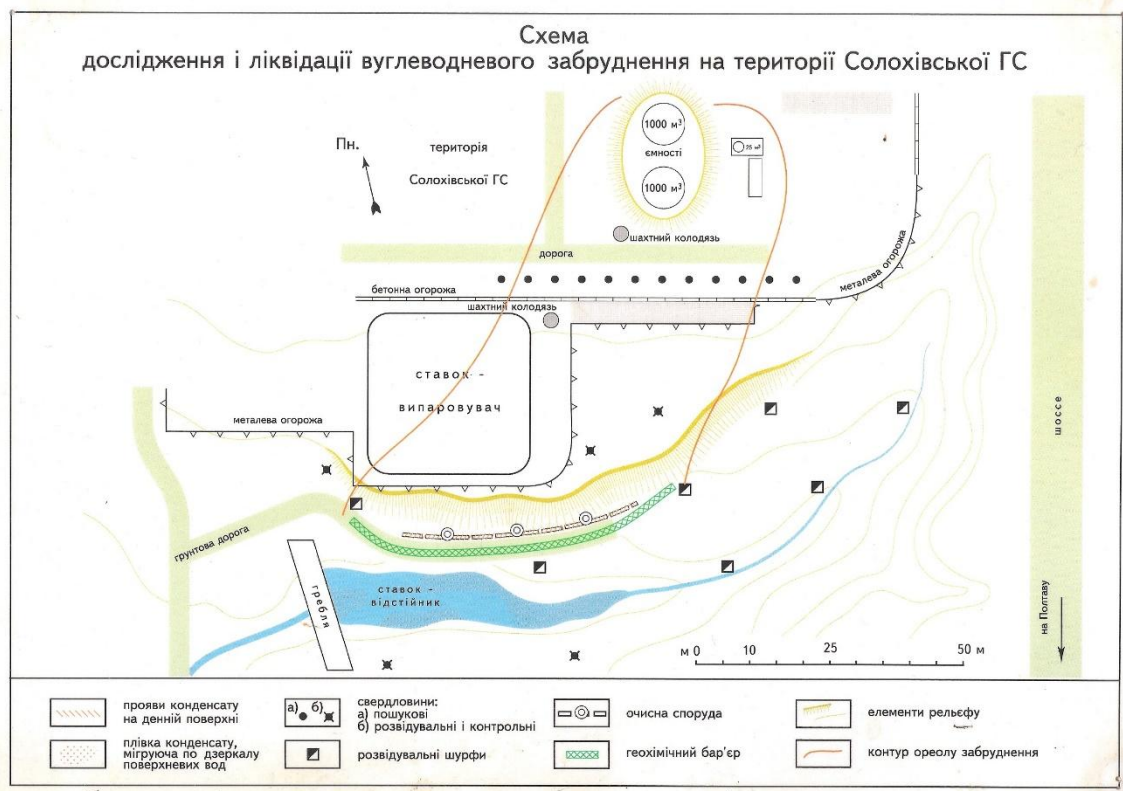 Схема
дослідження і ліквідації вуглеводневого забруднення на території Солохівської ГС
Пн.
територія
Солохівської ГС
1000 м³
ємності
1000 м³
25 м³
шахтний колодязь
дорога
бетонна огорожа
металева огорожа
шахтний колодязь
ставок -
випаровувач
металева огорожа
шоссе
грунтова дорога
гребля
ставок -
відстійник
на Полтаву
м 0 10 25 50 м
прояви конденсату
на денній поверхні
плівка конденсату,
мігруюча по дзеркалу
поверхневих вод
а) б)
свердловини:
а) пошукові
б) розвідувальні і контрольні
розвідувальні шурфи
очисна споруда
геохімічний бар'єр
елементи рельєфу
контур ореолу забруднення